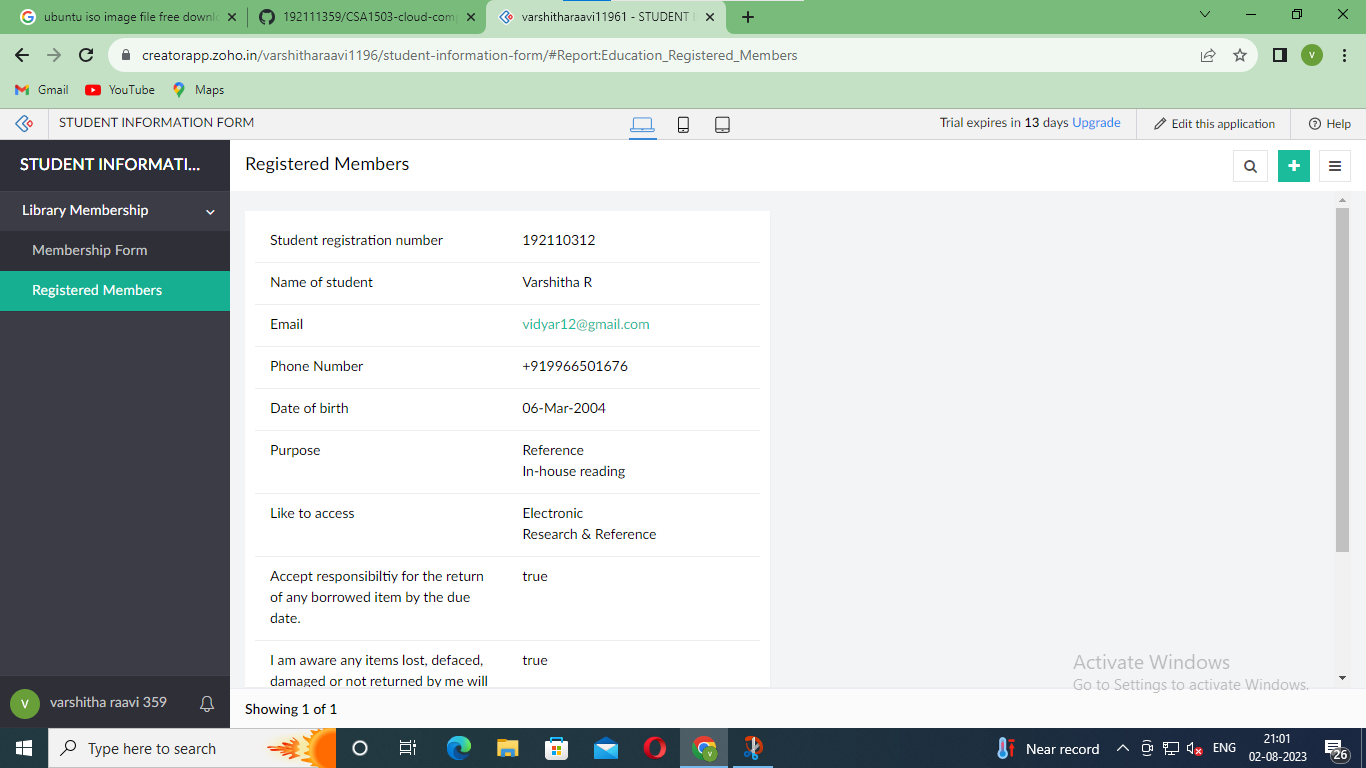 ubuntu iso image file free downl
192111359/CSA1503-cloud-com
varshitharaavi11961 - STUDENT
creatorapp.zoho.in/varshitharaavi1196/student-information-form/#Report:Education_Registered_Members
V
Gmail
YouTube
Maps
STUDENT INFORMATION FORM
Trial expires in 13 days Upgrade
Edit this application
Help
STUDENT INFORMATI...
Registered Members
Library Membership
Membership Form
Registered Members
Student registration number 192110312
Name of student Varshitha R
Email vidyar12@gmail.com
Phone Number +919966501676
Date of birth 06-Mar-2004
Purpose Reference
In-house reading
Like to access Electronic
Research & Reference
Accept responsibiltiy for the return true
of any borrowed item by the due
date.
I am aware any items lost, defaced, true
damaged or not returned by me will
Activate Windows
Go to Settings to activate Windows.
V
varshitha raavi 359
Showing 1 of 1
Type here to search
Near record
ENG
21:01
02-08-2023
26